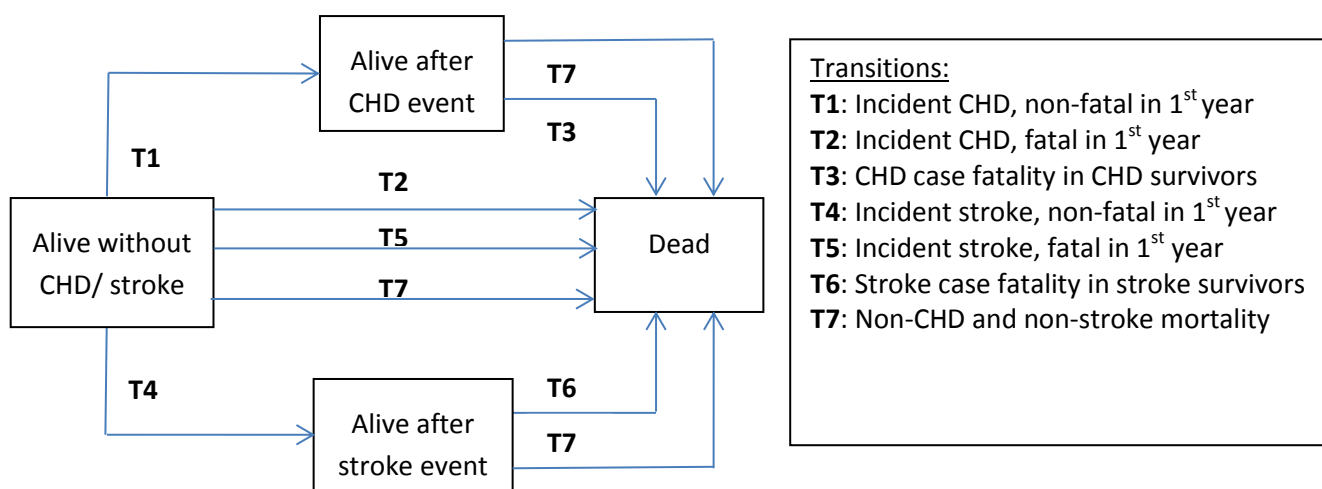 Alive after
CHD event
T7
T3
T1
T2
Alive without
CHD/ stroke
T5
Dead
T7
T4
T6
Alive after
stroke event
T7
Transitions:
T1: Incident CHD, non-fatal in 1st year
T2: Incident CHD, fatal in 1st year
T3: CHD case fatality in CHD survivors
T4: Incident stroke, non-fatal in 1st year
T5: Incident stroke, fatal in 1st year
T6: Stroke case fatality in stroke survivors
T7: Non-CHD and non-stroke mortality